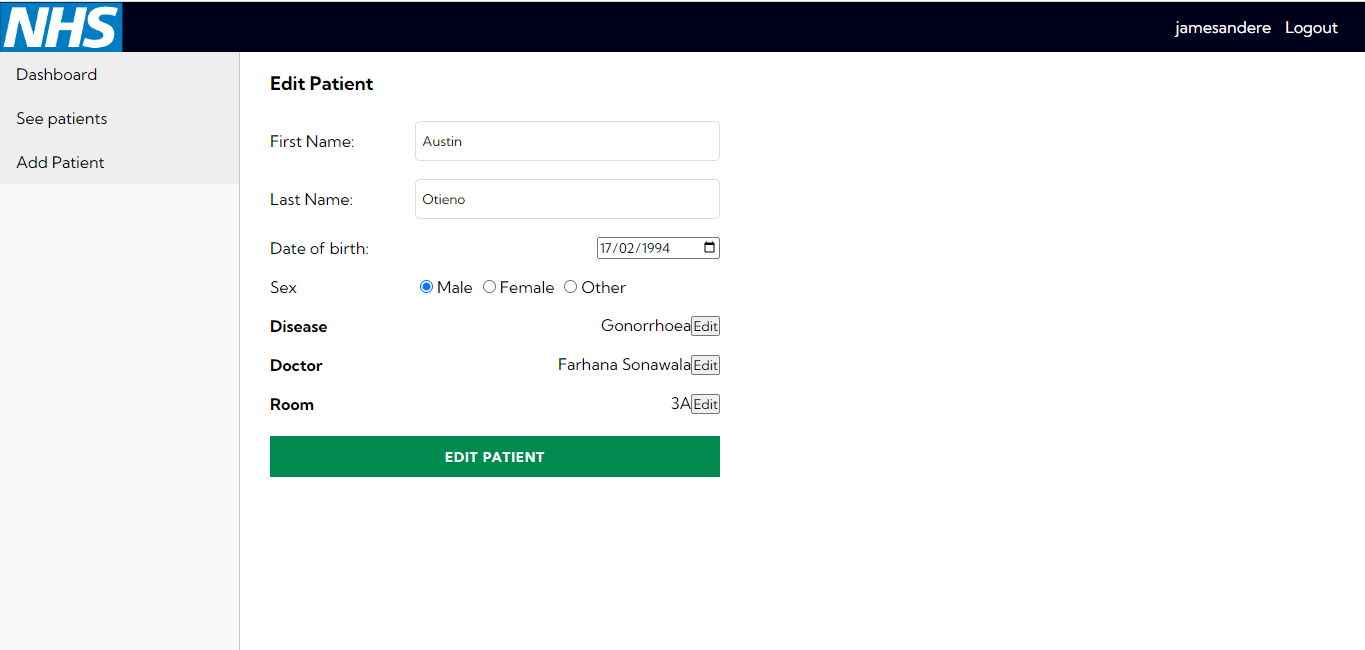 NHS
jamesandere Logout
Dashboard
See patients
Add Patient
Edit Patient
First Name: Austin
Last Name: Otieno
Date of birth: 17/02/1994
Sex Male Female Other
Disease Gonorrhoea Edit
Doctor Farhana Sonawala Edit
Room 3A Edit
EDIT PATIENT